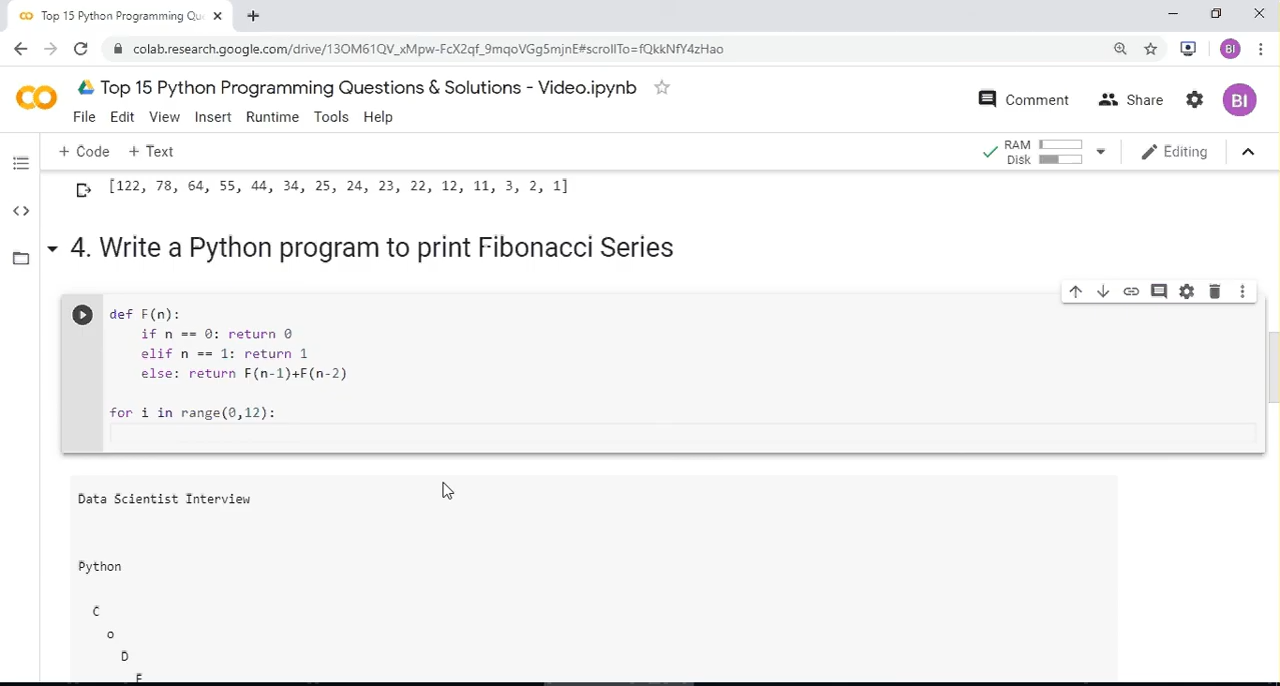 Top 15 Python Programming Qu
colab.research.google.com/drive/13OM61QV_xMpw-FcX2qf_9mqoVGg5mjnE#scrollTo=fQkkNfY4zHao
BI
Top 15 Python Programming Questions & Solutions - Video.ipynb
Comment
Share
BI
File Edit View Insert Runtime Tools Help
+ Code + Text
RAM
Disk
Editing
[122, 78, 64, 55, 44, 34, 25, 24, 23, 22, 12, 11, 3, 2, 1]
4. Write a Python program to print Fibonacci Series
def F(n):
    if n == 0: return 0
    elif n == 1: return 1
    else: return F(n-1)+F(n-2)
for i in range(0,12):
Data Scientist Interview
Python
C
o
D
E